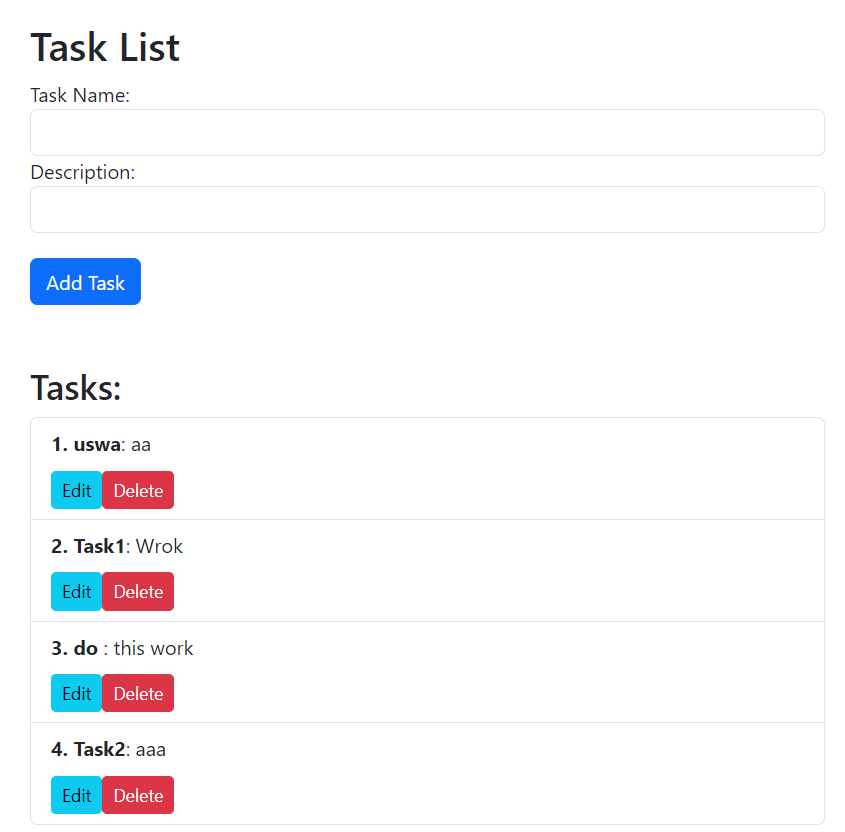 Task List
Task Name:
Description:
Add Task
Tasks:
1. uswa: aa
Edit Delete
2. Task1: Wrok
Edit Delete
3. do : this work
Edit Delete
4. Task2: aaa
Edit Delete